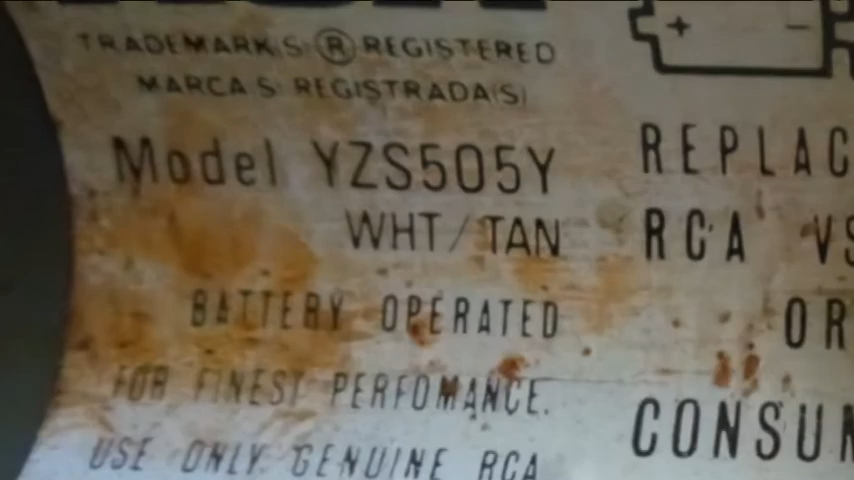 TRADEMARK(S) ® REGISTERED
MARCA(S) REGISTRADA(S)
Model YZS505Y
WHT/TAN
BATTERY OPERATED
FOR FINEST PERFOMANCE.
USE ONLY GENUINE RCA
+ -
REPLAC
RCA VS
OR
CONSUM